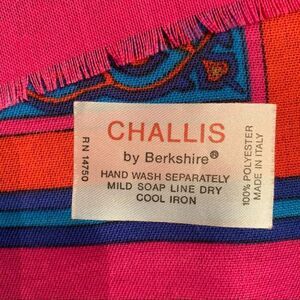 CHALLIS
by Berkshire®
HAND WASH SEPARATELY
MILD SOAP LINE DRY
COOL IRON
RN 14750
100% POLYESTER
MADE IN ITALY